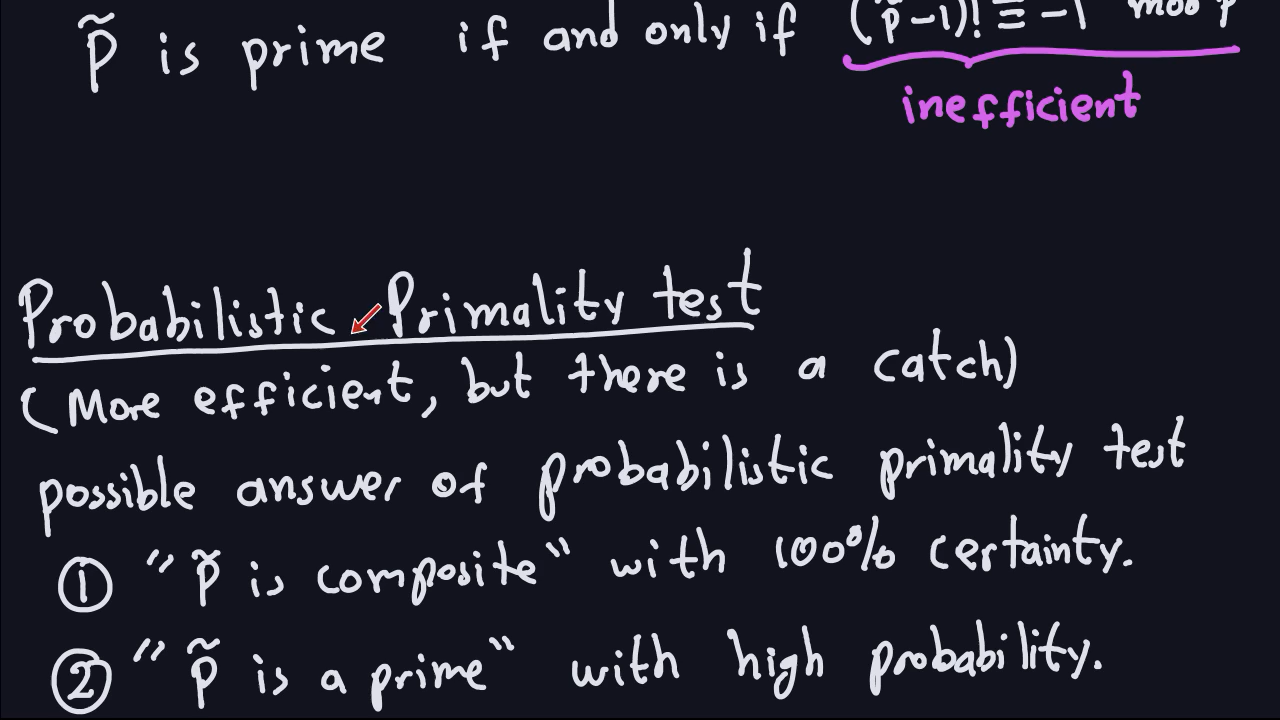 p̃ is prime if and only if (p̃-1)! ≡ -1 mod p̃
inefficient
Probabilistic Primality test
(More efficient, but there is a catch)
possible answer of probabilistic primality test
① "p̃ is composite" with 100% certainty.
② "p̃ is a prime" with high probability.